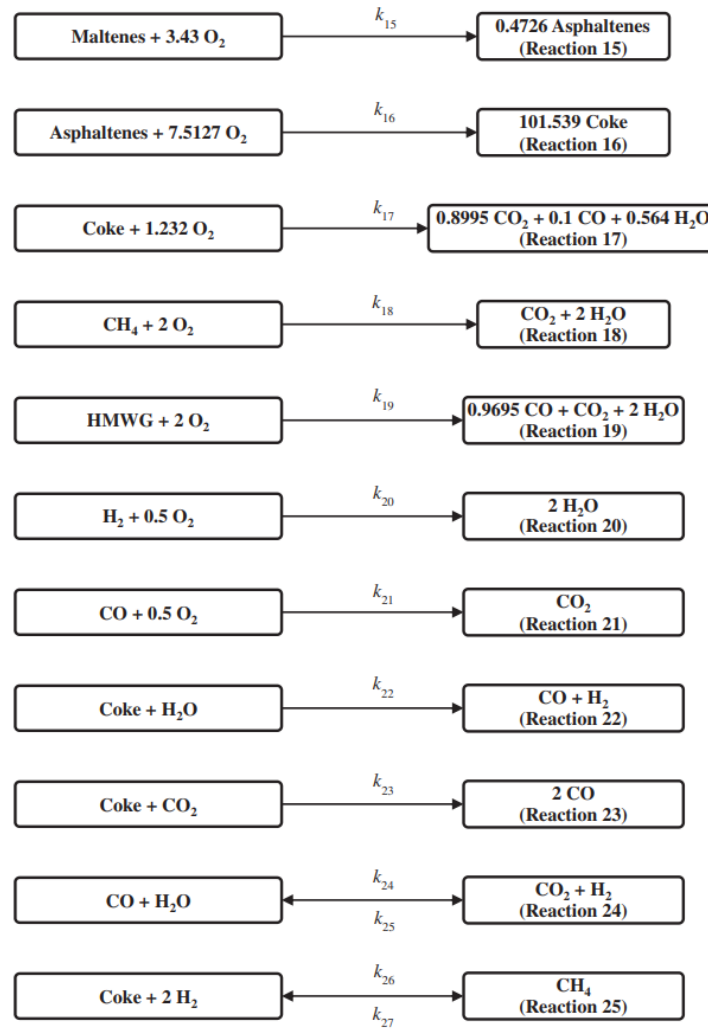 Maltenes + 3.43 O₂
k₁₅
0.4726 Asphaltenes
(Reaction 15)
Asphaltenes + 7.5127 O₂
k₁₆
101.539 Coke
(Reaction 16)
Coke + 1.232 O₂
k₁₇
0.8995 CO₂ + 0.1 CO + 0.564 H₂O
(Reaction 17)
CH₄ + 2 O₂
k₁₈
CO₂ + 2 H₂O
(Reaction 18)
HMWG + 2 O₂
k₁₉
0.9695 CO + CO₂ + 2 H₂O
(Reaction 19)
H₂ + 0.5 O₂
k₂₀
2 H₂O
(Reaction 20)
CO + 0.5 O₂
k₂₁
CO₂
(Reaction 21)
Coke + H₂O
k₂₂
CO + H₂
(Reaction 22)
Coke + CO₂
k₂₃
2 CO
(Reaction 23)
CO + H₂O
k₂₄
k₂₅
CO₂ + H₂
(Reaction 24)
Coke + 2 H₂
k₂₆
k₂₇
CH₄
(Reaction 25)